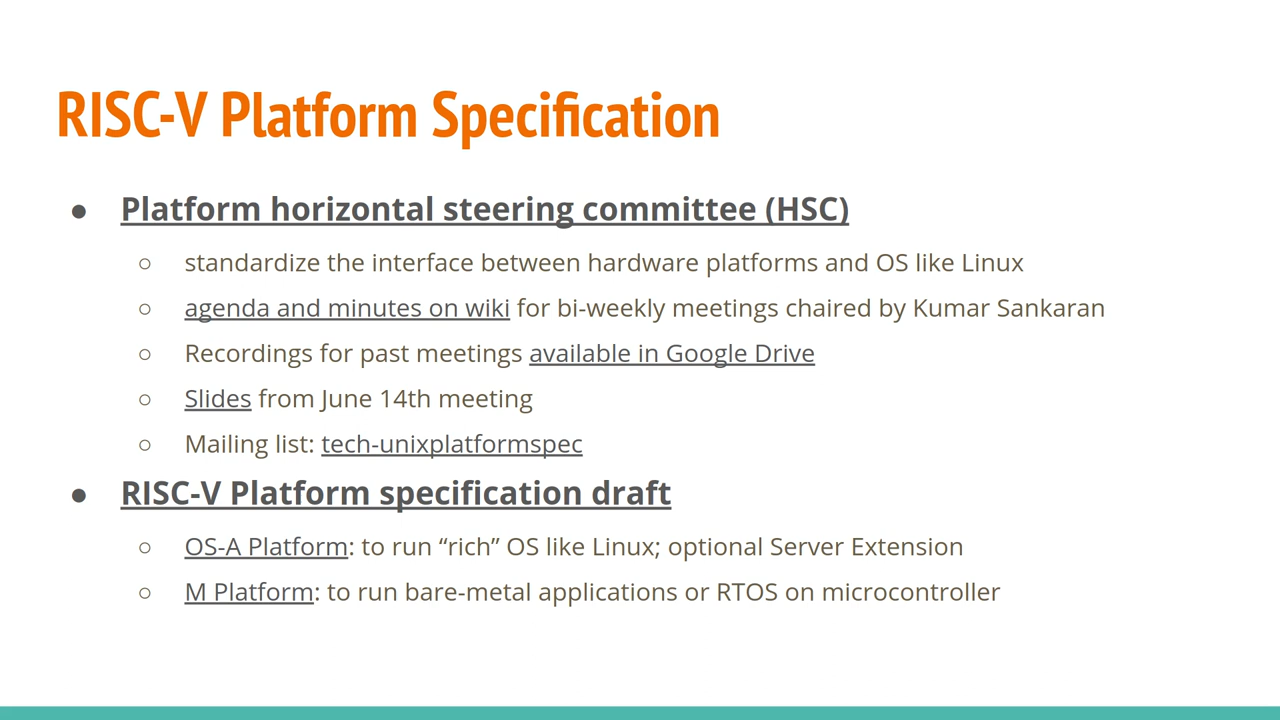 RISC-V Platform Specification
● Platform horizontal steering committee (HSC)
○ standardize the interface between hardware platforms and OS like Linux
○ agenda and minutes on wiki for bi-weekly meetings chaired by Kumar Sankaran
○ Recordings for past meetings available in Google Drive
○ Slides from June 14th meeting
○ Mailing list: tech-unixplatformspec
● RISC-V Platform specification draft
○ OS-A Platform: to run “rich” OS like Linux; optional Server Extension
○ M Platform: to run bare-metal applications or RTOS on microcontroller